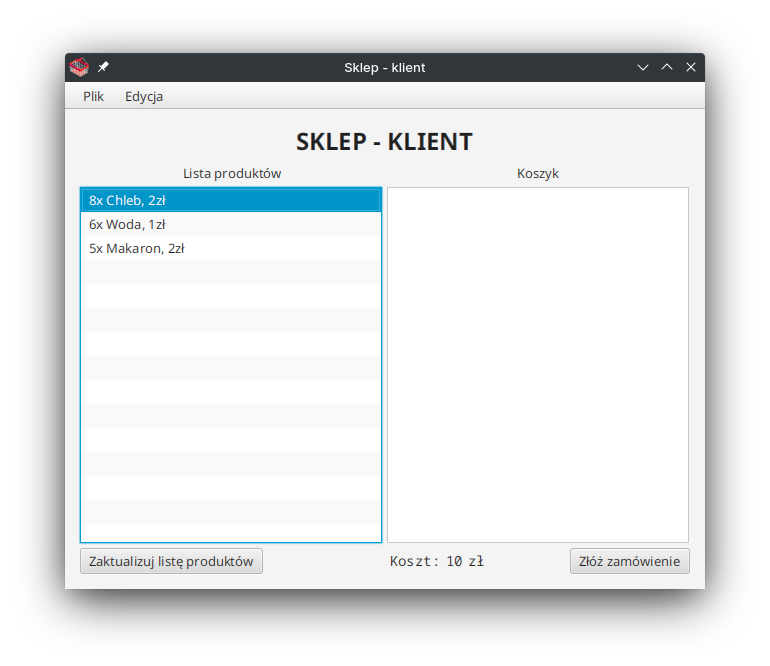 Sklep - klient
Plik Edycja
SKLEP - KLIENT
Lista produktów Koszyk
8x Chleb, 2zł
6x Woda, 1zł
5x Makaron, 2zł
Zaktualizuj listę produktów Koszt: 10 zł Złóż zamówienie